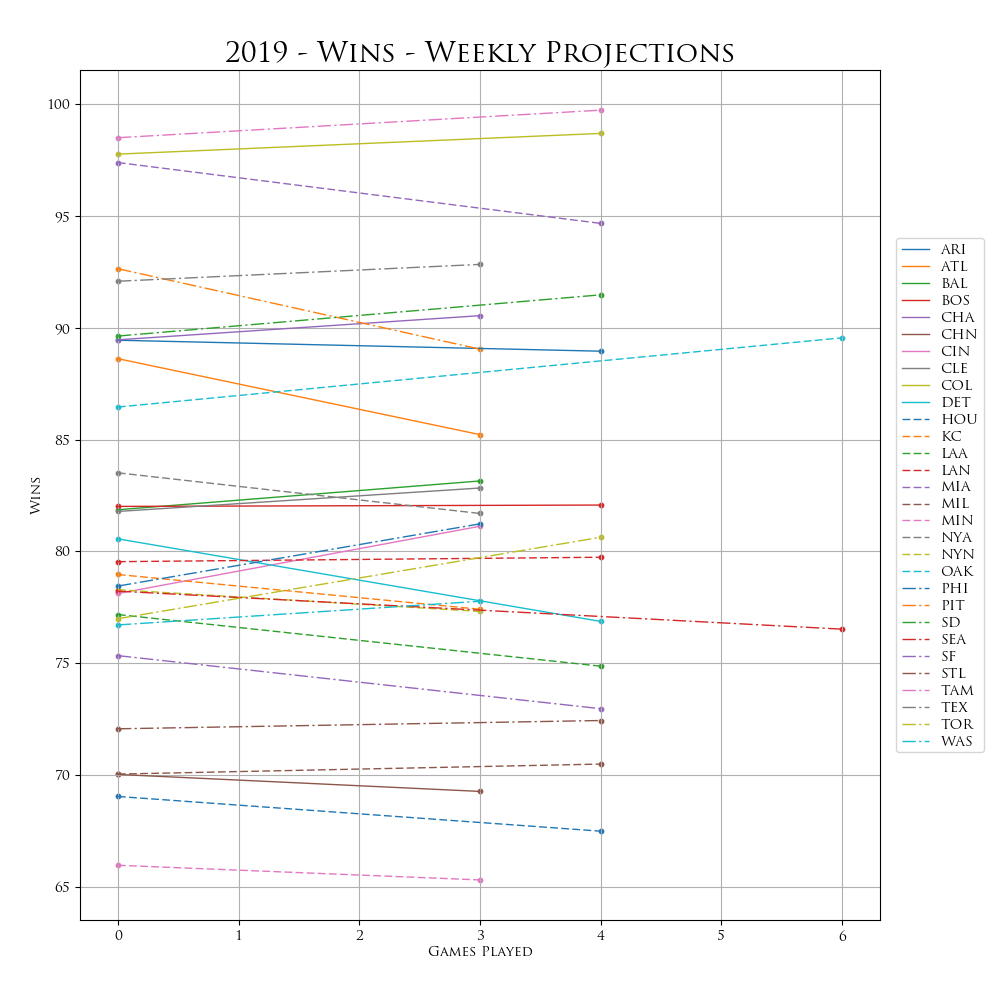 2019 - Wins - Weekly Projections
100
95
90
85
80
75
70
65
Wins
0 1 2 3 4 5 6
Games Played
ARI
ATL
BAL
BOS
CHA
CHN
CIN
CLE
COL
DET
HOU
KC
LAA
LAN
MIA
MIL
MIN
NYA
NYN
OAK
PHI
PIT
SD
SEA
SF
STL
TAM
TEX
TOR
WAS